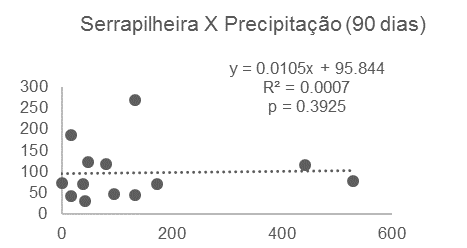 Serrapilheira X Precipitação (90 dias)
y = 0.0105x + 95.844
R² = 0.0007
p = 0.3925
300
250
200
150
100
50
0
0 200 400 600